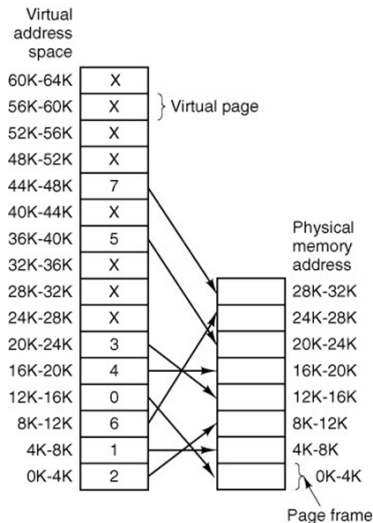 Virtual
address
space
60K-64K X
56K-60K X Virtual page
52K-56K X
48K-52K X
44K-48K 7
40K-44K X
36K-40K 5
32K-36K X
28K-32K X
24K-28K X
20K-24K 3
16K-20K 4
12K-16K 0
8K-12K 6
4K-8K 1
0K-4K 2
Physical
memory
address
28K-32K
24K-28K
20K-24K
16K-20K
12K-16K
8K-12K
4K-8K
0K-4K
Page frame